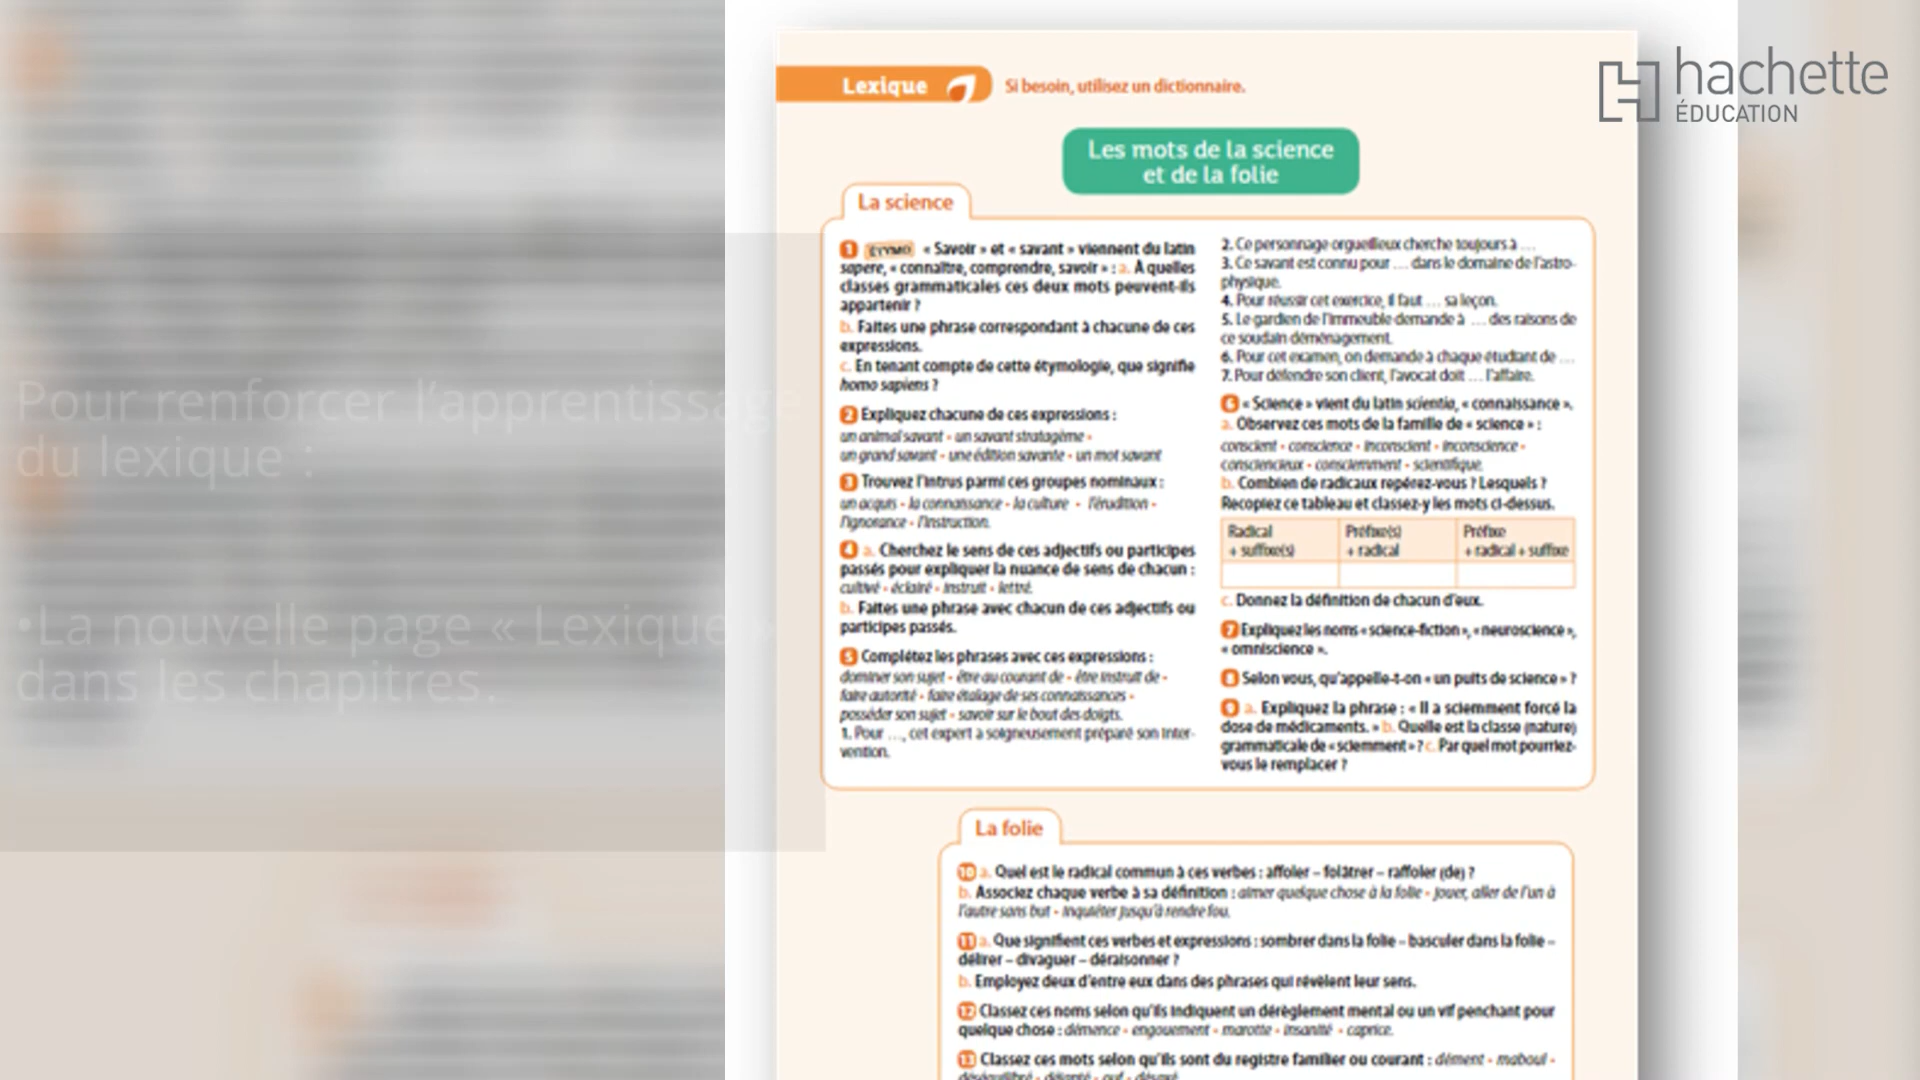 hachette
ÉDUCATION
Pour renforcer l'apprentissage
du lexique :
•La nouvelle page « Lexique »
dans les chapitres.
Lexique
Si besoin, utilisez un dictionnaire.
Les mots de la science
et de la folie
La science
1 ÉTYMO « Savoir » et « savant » viennent du latin
sapere, « connaître, comprendre, savoir » : a. À quelles
classes grammaticales ces deux mots peuvent-ils
appartenir ?
b. Faites une phrase correspondant à chacune de ces
expressions.
c. En tenant compte de cette étymologie, que signifie
homo sapiens ?
2 Expliquez chacune de ces expressions :
un animal savant • un savant stratagème •
un grand savant • une édition savante • un mot savant
3 Trouvez l'intrus parmi ces groupes nominaux :
un acquis • la connaissance • la culture • l'érudition •
l'ignorance • l'instruction.
4 a. Cherchez le sens de ces adjectifs ou participes
passés pour expliquer la nuance de sens de chacun :
cultivé • éclairé • instruit • lettré.
b. Faites une phrase avec chacun de ces adjectifs ou
participes passés.
5 Complétez les phrases avec ces expressions :
dominer son sujet • être au courant de • être instruit de •
faire autorité • faire étalage de ses connaissances •
posséder son sujet • savoir sur le bout des doigts.
1. Pour …, cet expert a soigneusement préparé son inter-
vention.
2. Ce personnage orgueilleux cherche toujours à …
3. Ce savant est connu pour … dans le domaine de l'astro-
physique.
4. Pour réussir cet exercice, il faut … sa leçon.
5. Le gardien de l'immeuble demande à … des raisons de
ce soudain déménagement.
6. Pour cet examen, on demande à chaque étudiant de …
7. Pour défendre son client, l'avocat doit … l'affaire.
6 « Science » vient du latin scientia, « connaissance ».
a. Observez ces mots de la famille de « science » :
conscient • conscience • inconscient • inconscience •
consciencieux • consciemment • scientifique.
b. Combien de radicaux repérez-vous ? Lesquels ?
Recopiez ce tableau et classez-y les mots ci-dessus.
Radical Préfixe(s) Préfixe
+ suffixe(s) + radical + radical + suffixe
c. Donnez la définition de chacun d'eux.
7 Expliquez les noms « science-fiction », « neuroscience »,
« omniscience ».
8 Selon vous, qu'appelle-t-on « un puits de science » ?
9 a. Expliquez la phrase : « Il a sciemment forcé la
dose de médicaments. » b. Quelle est la classe (nature)
grammaticale de « sciemment » ? c. Par quel mot pourriez-
vous le remplacer ?
La folie
10 a. Quel est le radical commun à ces verbes : affoler – folâtrer – raffoler (de) ?
b. Associez chaque verbe à sa définition : aimer quelque chose à la folie • jouer, aller de l'un à
l'autre sans but • inquiéter jusqu'à rendre fou.
11 a. Que signifient ces verbes et expressions : sombrer dans la folie – basculer dans la folie –
délirer – divaguer – déraisonner ?
b. Employez deux d'entre eux dans des phrases qui révèlent leur sens.
12 Classez ces noms selon qu'ils indiquent un dérèglement mental ou un vif penchant pour
quelque chose : démence • engouement • marotte • insanité • caprice.
13 Classez ces mots selon qu'ils sont du registre familier ou courant : dément • maboul •
déséquilibré • déjanté • ouf • désaxé.